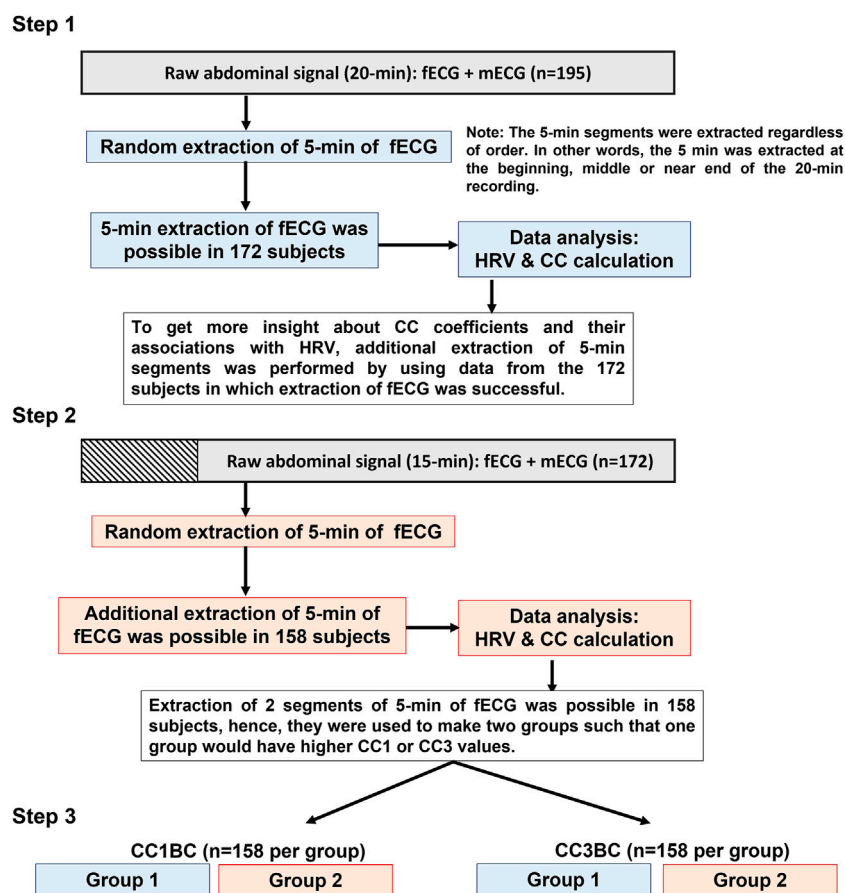 Step 1
Raw abdominal signal (20-min): fECG + mECG (n=195)
Random extraction of 5-min of fECG
Note: The 5-min segments were extracted regardless
of order. In other words, the 5 min was extracted at
the beginning, middle or near end of the 20-min
recording.
5-min extraction of fECG was
possible in 172 subjects
Data analysis:
HRV & CC calculation
To get more insight about CC coefficients and their
associations with HRV, additional extraction of 5-min
segments was performed by using data from the 172
subjects in which extraction of fECG was successful.
Step 2
Raw abdominal signal (15-min): fECG + mECG (n=172)
Random extraction of 5-min of fECG
Additional extraction of 5-min of
fECG was possible in 158 subjects
Data analysis:
HRV & CC calculation
Extraction of 2 segments of 5-min of fECG was possible in 158
subjects, hence, they were used to make two groups such that one
group would have higher CC1 or CC3 values.
Step 3
CC1BC (n=158 per group)
Group 1
Group 2
CC3BC (n=158 per group)
Group 1
Group 2